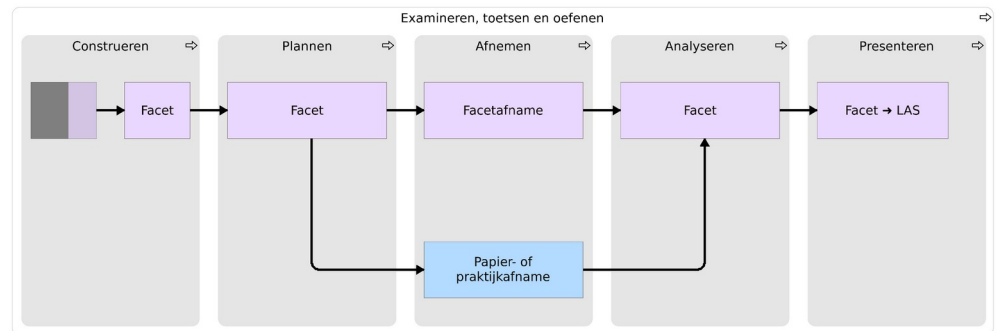 Examineren, toetsen en oefenen
Construeren
Plannen
Afnemen
Analyseren
Presenteren
Facet
Facet
Facetafname
Facet
Facet ➜ LAS
Papier- of
praktijkafname